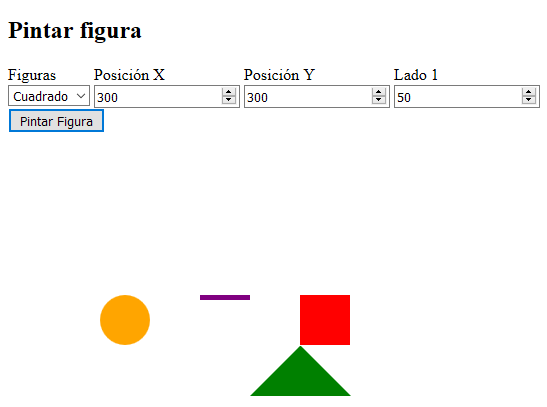 Pintar figura
Figuras Posición X Posición Y Lado 1
Cuadrado 300 300 50
Pintar Figura